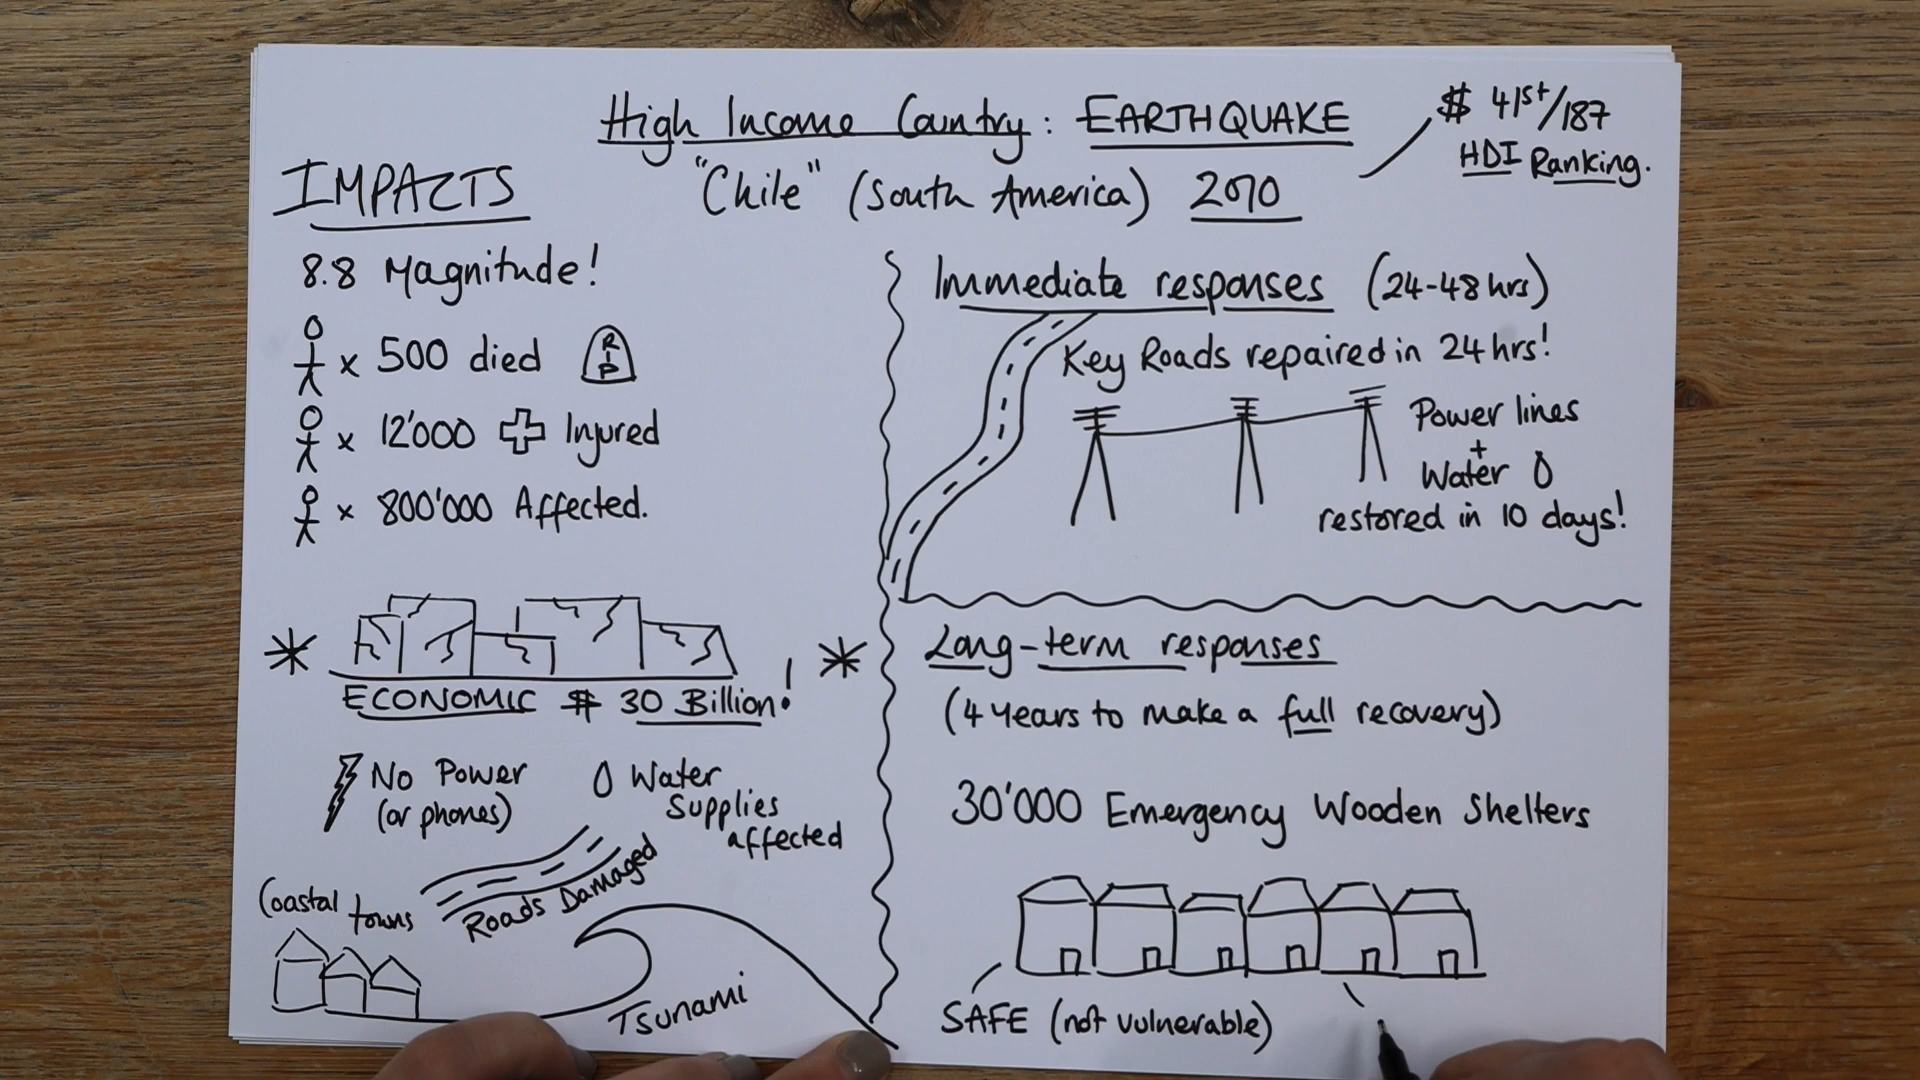 High Income Country: EARTHQUAKE
"Chile" (South America) 2010
$ 41st/187
HDI Ranking.
IMPACTS
8.8 Magnitude!
x 500 died
RIP
x 12'000 Injured
x 800'000 Affected.
ECONOMIC $ 30 Billion!
No Power
(or phones)
Water
Supplies
affected
Roads Damaged
Coastal towns
Tsunami
Immediate responses (24-48 hrs)
Key Roads repaired in 24 hrs!
Power lines
+
Water
restored in 10 days!
Long-term responses
(4 years to make a full recovery)
30'000 Emergency Wooden Shelters
SAFE (not vulnerable)